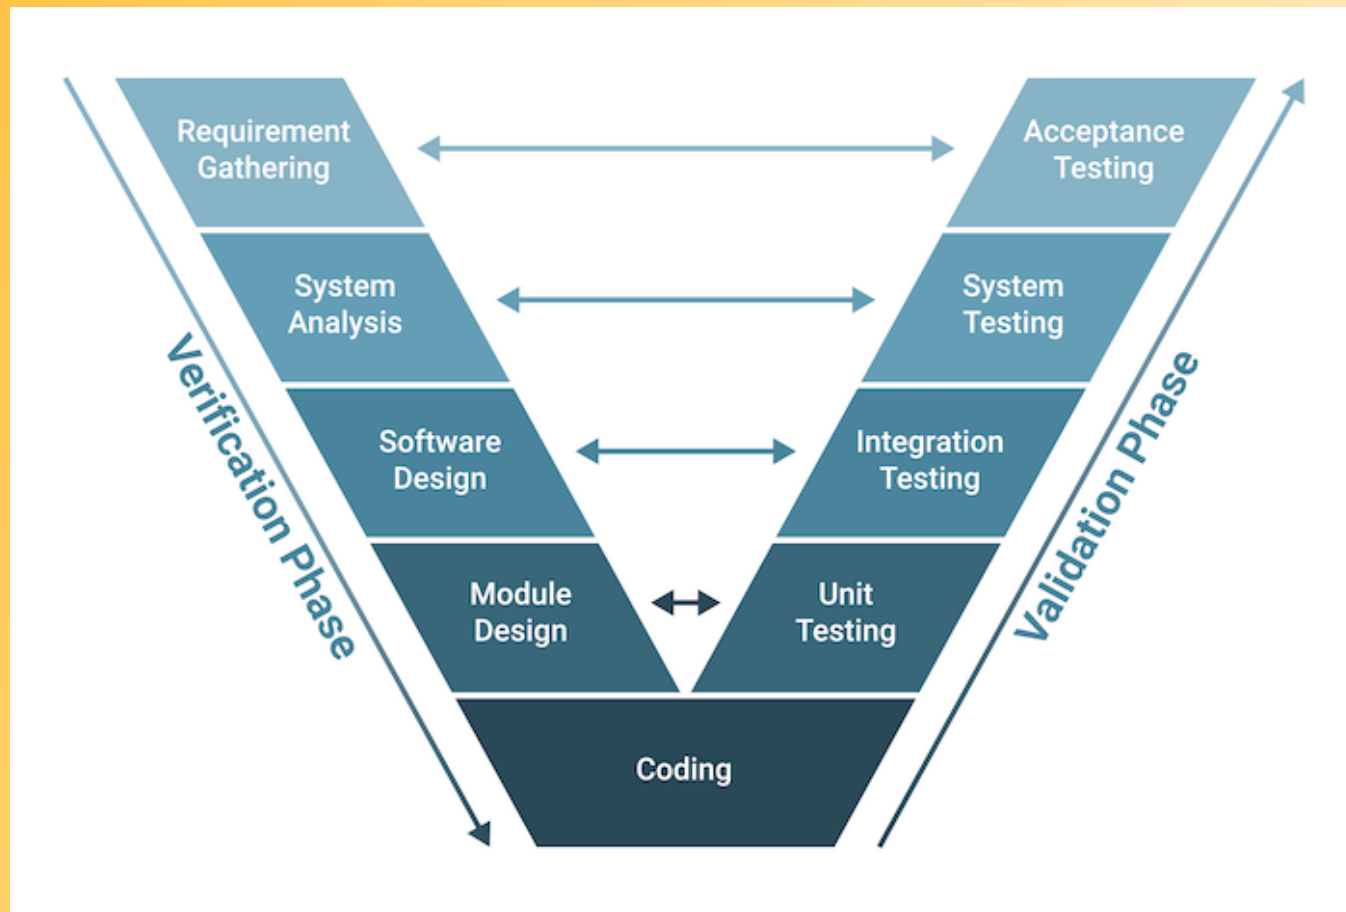 Requirement
Gathering
Acceptance
Testing
System
Analysis
System
Testing
Software
Design
Integration
Testing
Module
Design
Unit
Testing
Coding
Verification Phase
Validation Phase